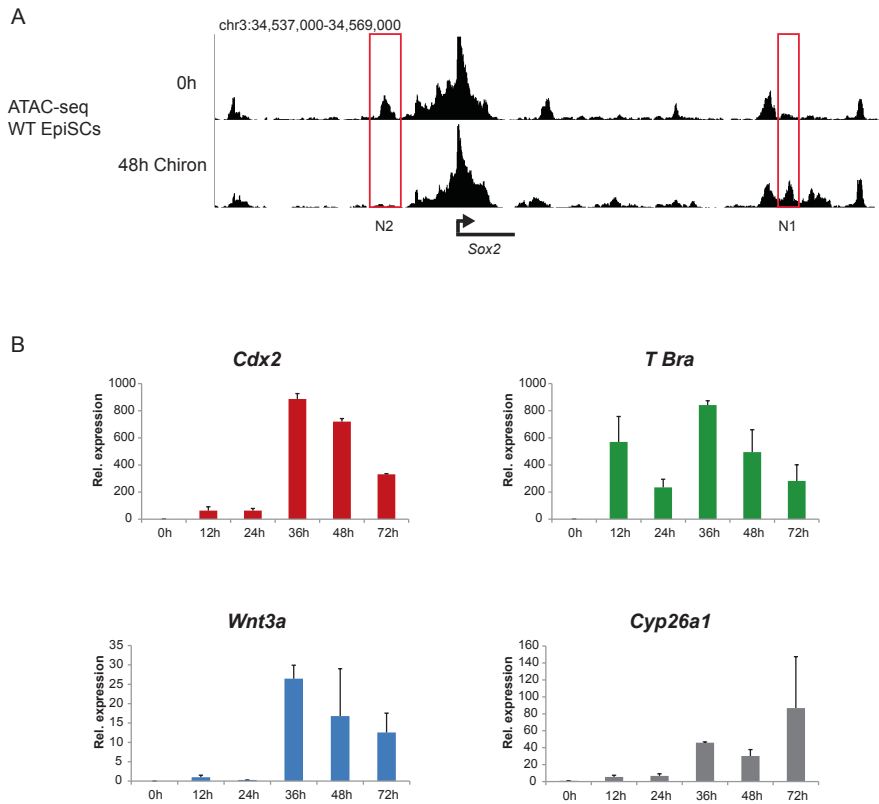 A
chr3:34,537,000-34,569,000
0h
ATAC-seq
WT EpiSCs
48h Chiron
N2
N1
Sox2
B
Cdx2
Rel. expression
1000
800
600
400
200
0
0h 12h 24h 36h 48h 72h
T Bra
Rel. expression
1000
800
600
400
200
0
0h 12h 24h 36h 48h 72h
Wnt3a
Rel. expression
35
30
25
20
15
10
5
0
0h 12h 24h 36h 48h 72h
Cyp26a1
Rel. expression
160
140
120
100
80
60
40
20
0
0h 12h 24h 36h 48h 72h